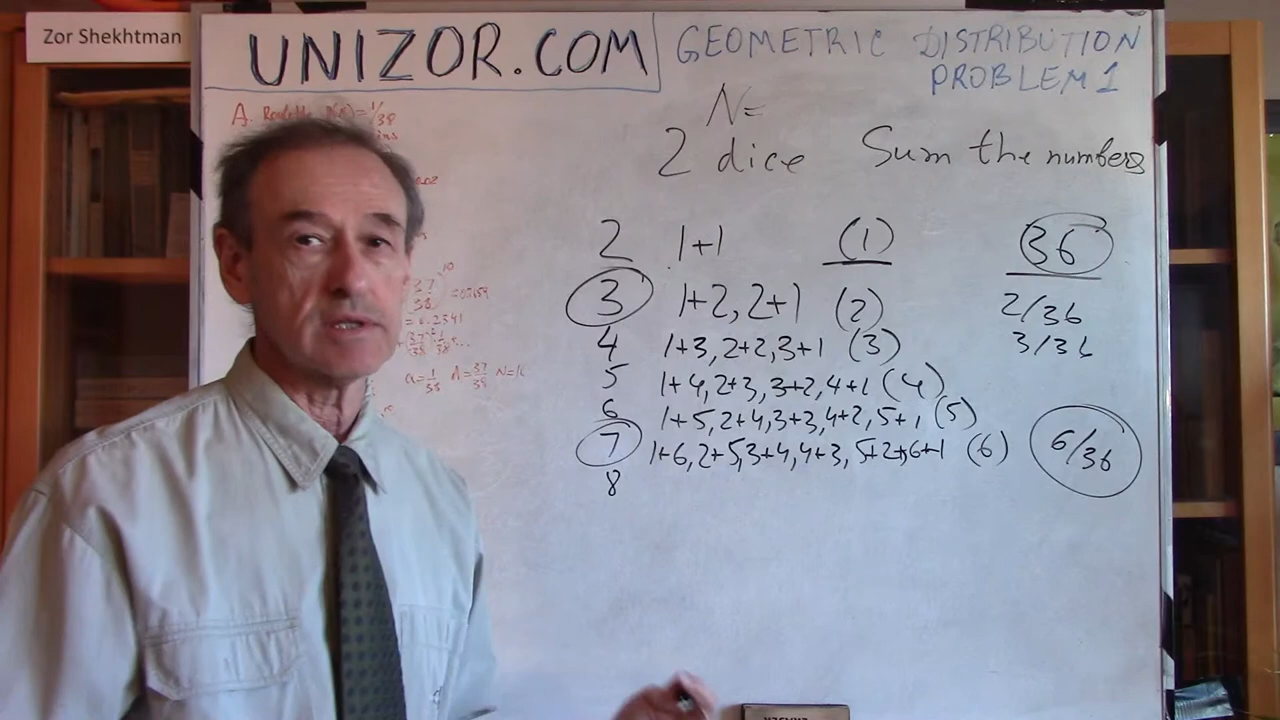 Zor Shekhtman
UNIZOR.COM
GEOMETRIC DISTRIBUTION
PROBLEM 1
A. Roulette P(x)=1/38
N=
2 dice Sum the numbers
2 1+1 (1) 36
3 1+2, 2+1 (2) 2/36
4 1+3, 2+2, 3+1 (3) 3/36
5 1+4, 2+3, 3+2, 4+1 (4)
6 1+5, 2+4, 3+3, 4+2, 5+1 (5)
7 1+6, 2+5, 3+4, 4+3, 5+2, 6+1 (6) 6/36
8